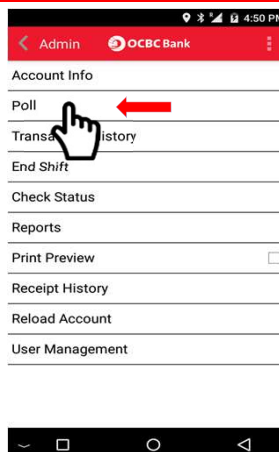 4:50 PM
Admin OCBC Bank
Account Info
Poll
Transa istory
End Shift
Check Status
Reports
Print Preview
Receipt History
Reload Account
User Management